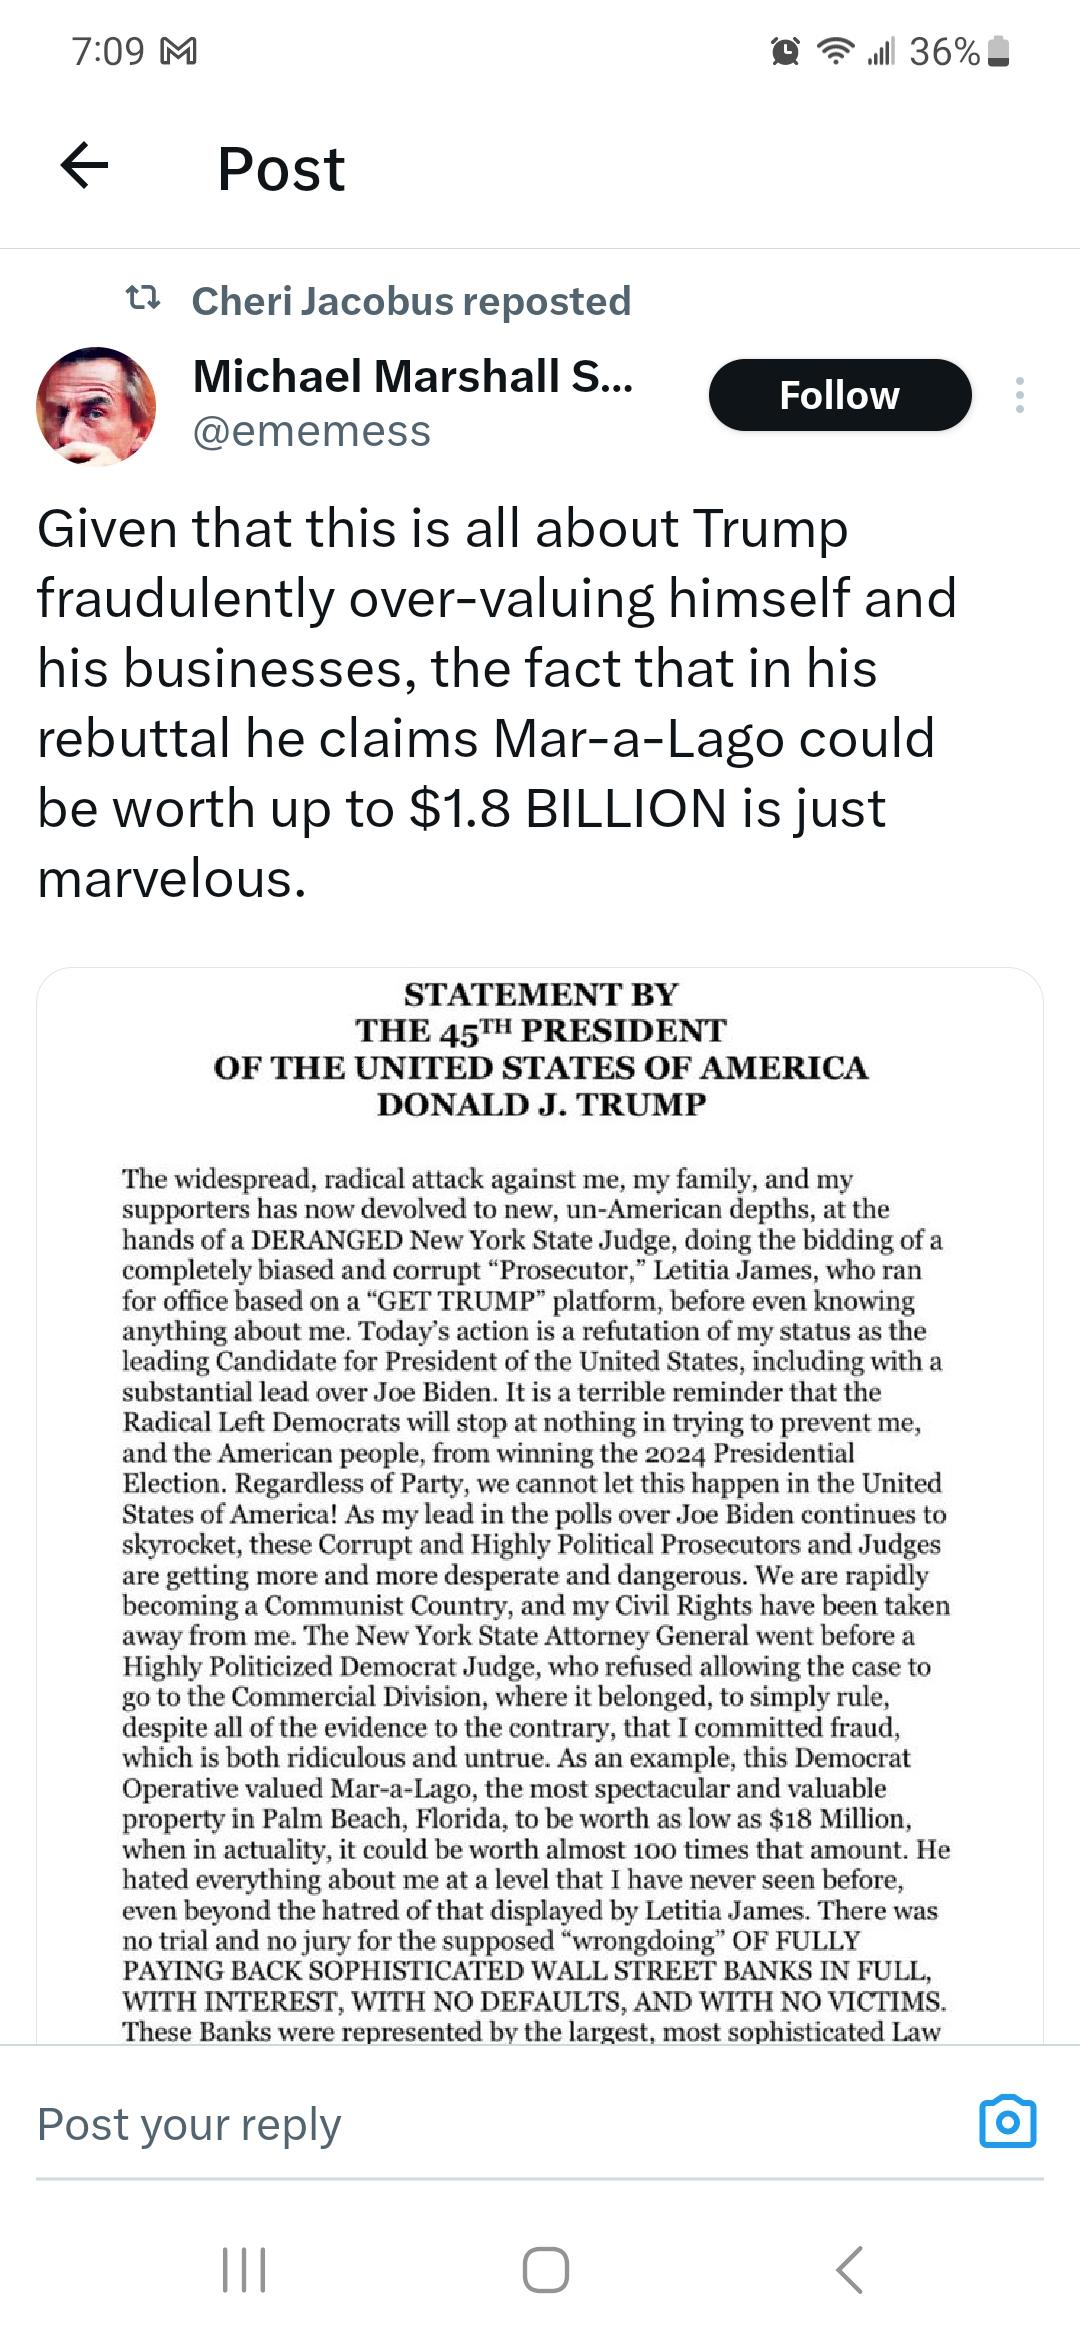 7:09
36%
Post
Cheri Jacobus reposted
Michael Marshall S...
Follow
@ememess
Given that this is all about Trump
fraudulently over-valuing himself and
his businesses, the fact that in his
rebuttal he claims Mar-a-Lago could
be worth up to $1.8 BILLION is just
marvelous.
STATEMENT BY
THE 45TH PRESIDENT
OF THE UNITED STATES OF AMERICA
DONALD J. TRUMP
The widespread, radical attack against me, my family, and my
supporters has now devolved to new, un-American depths, at the
hands of a DERANGED New York State Judge, doing the bidding of a
completely biased and corrupt “Prosecutor,” Letitia James, who ran
for office based on a “GET TRUMP” platform, before even knowing
anything about me. Today’s action is a refutation of my status as the
leading Candidate for President of the United States, including with a
substantial lead over Joe Biden. It is a terrible reminder that the
Radical Left Democrats will stop at nothing in trying to prevent me,
and the American people, from winning the 2024 Presidential
Election. Regardless of Party, we cannot let this happen in the United
States of America! As my lead in the polls over Joe Biden continues to
skyrocket, these Corrupt and Highly Political Prosecutors and Judges
are getting more and more desperate and dangerous. We are rapidly
becoming a Communist Country, and my Civil Rights have been taken
away from me. The New York State Attorney General went before a
Highly Politicized Democrat Judge, who refused allowing the case to
go to the Commercial Division, where it belonged, to simply rule,
despite all of the evidence to the contrary, that I committed fraud,
which is both ridiculous and untrue. As an example, this Democrat
Operative valued Mar-a-Lago, the most spectacular and valuable
property in Palm Beach, Florida, to be worth as low as $18 Million,
when in actuality, it could be worth almost 100 times that amount. He
hated everything about me at a level that I have never seen before,
even beyond the hatred of that displayed by Letitia James. There was
no trial and no jury for the supposed “wrongdoing” OF FULLY
PAYING BACK SOPHISTICATED WALL STREET BANKS IN FULL,
WITH INTEREST, WITH NO DEFAULTS, AND WITH NO VICTIMS.
These Banks were represented by the largest, most sophisticated Law
Post your reply